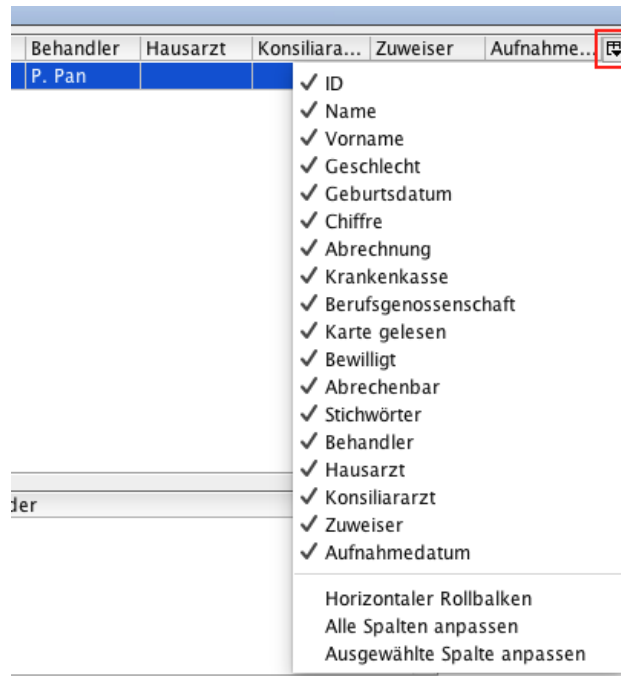 Behandler Hausarzt Konsiliara... Zuweiser Aufnahme...
P. Pan
ID
Name
Vorname
Geschlecht
Geburtsdatum
Chiffre
Abrechnung
Krankenkasse
Berufsgenossenschaft
Karte gelesen
Bewilligt
Abrechenbar
Stichwörter
Behandler
Hausarzt
Konsiliararzt
Zuweiser
Aufnahmedatum
Horizontaler Rollbalken
Alle Spalten anpassen
Ausgewählte Spalte anpassen
der